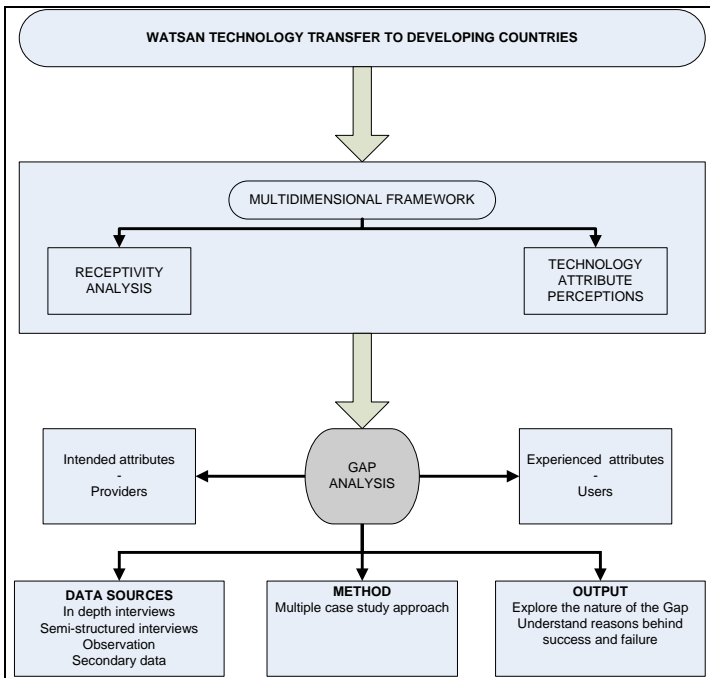 WATSAN TECHNOLOGY TRANSFER TO DEVELOPING COUNTRIES
MULTIDIMENSIONAL FRAMEWORK
RECEPTIVITY
ANALYSIS
TECHNOLOGY
ATTRIBUTE
PERCEPTIONS
Intended attributes
-
Providers
GAP
ANALYSIS
Experienced attributes
-
Users
DATA SOURCES
In depth interviews
Semi-structured interviews
Observation
Secondary data
METHOD
Multiple case study approach
OUTPUT
Explore the nature of the Gap
Understand reasons behind
success and failure